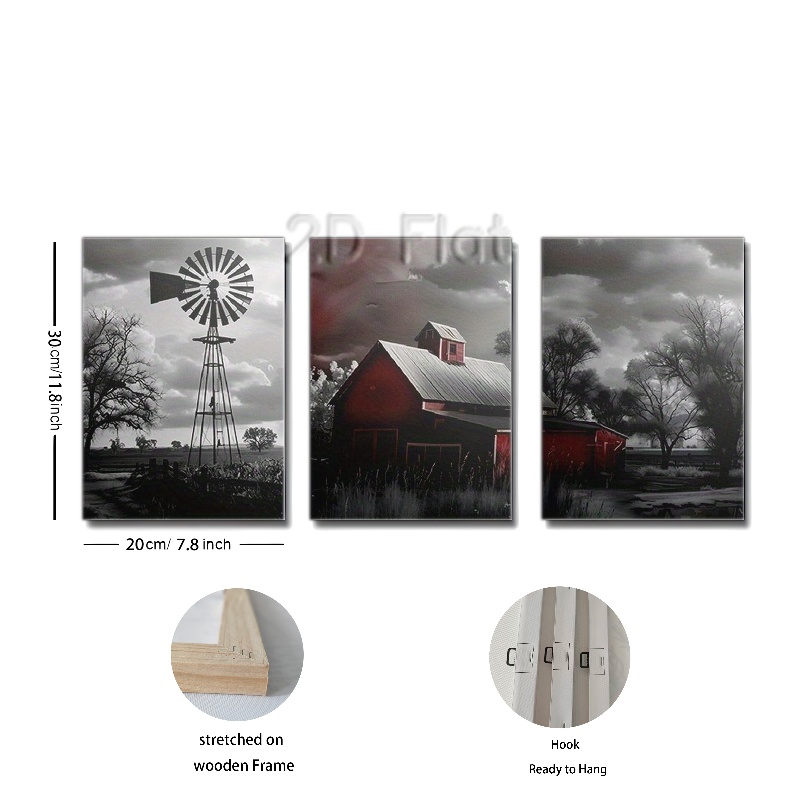 2D Flat
30cm/11.8inch
20cm/ 7.8 inch
stretched on
wooden Frame
Hook
Ready to Hang